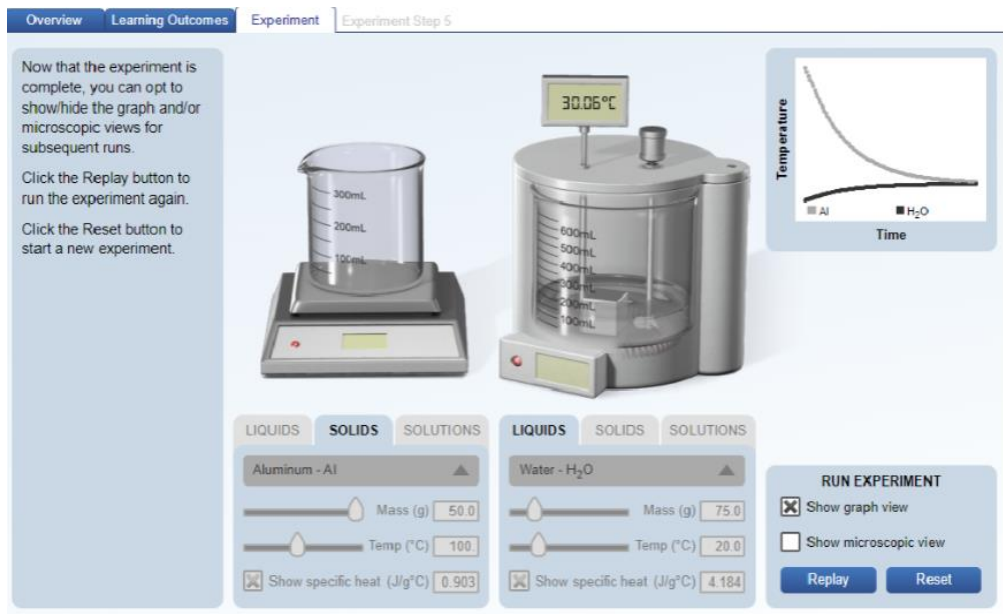 Overview
Learning Outcomes
Experiment
Experiment Step 5
Now that the experiment is
complete, you can opt to
show/hide the graph and/or
microscopic views for
subsequent runs.
Click the Replay button to
run the experiment again.
Click the Reset button to
start a new experiment.
300mL
200mL
100mL
30.06°C
600mL
500mL
400mL
300mL
200mL
100mL
Temperature
Al
H₂O
Time
LIQUIDS SOLIDS SOLUTIONS
Aluminum - Al
Mass (g) 50.0
Temp (°C) 100.
Show specific heat (J/g°C) 0.903
LIQUIDS SOLIDS SOLUTIONS
Water - H₂O
Mass (g) 75.0
Temp (°C) 20.0
Show specific heat (J/g°C) 4.184
RUN EXPERIMENT
Show graph view
Show microscopic view
Replay
Reset